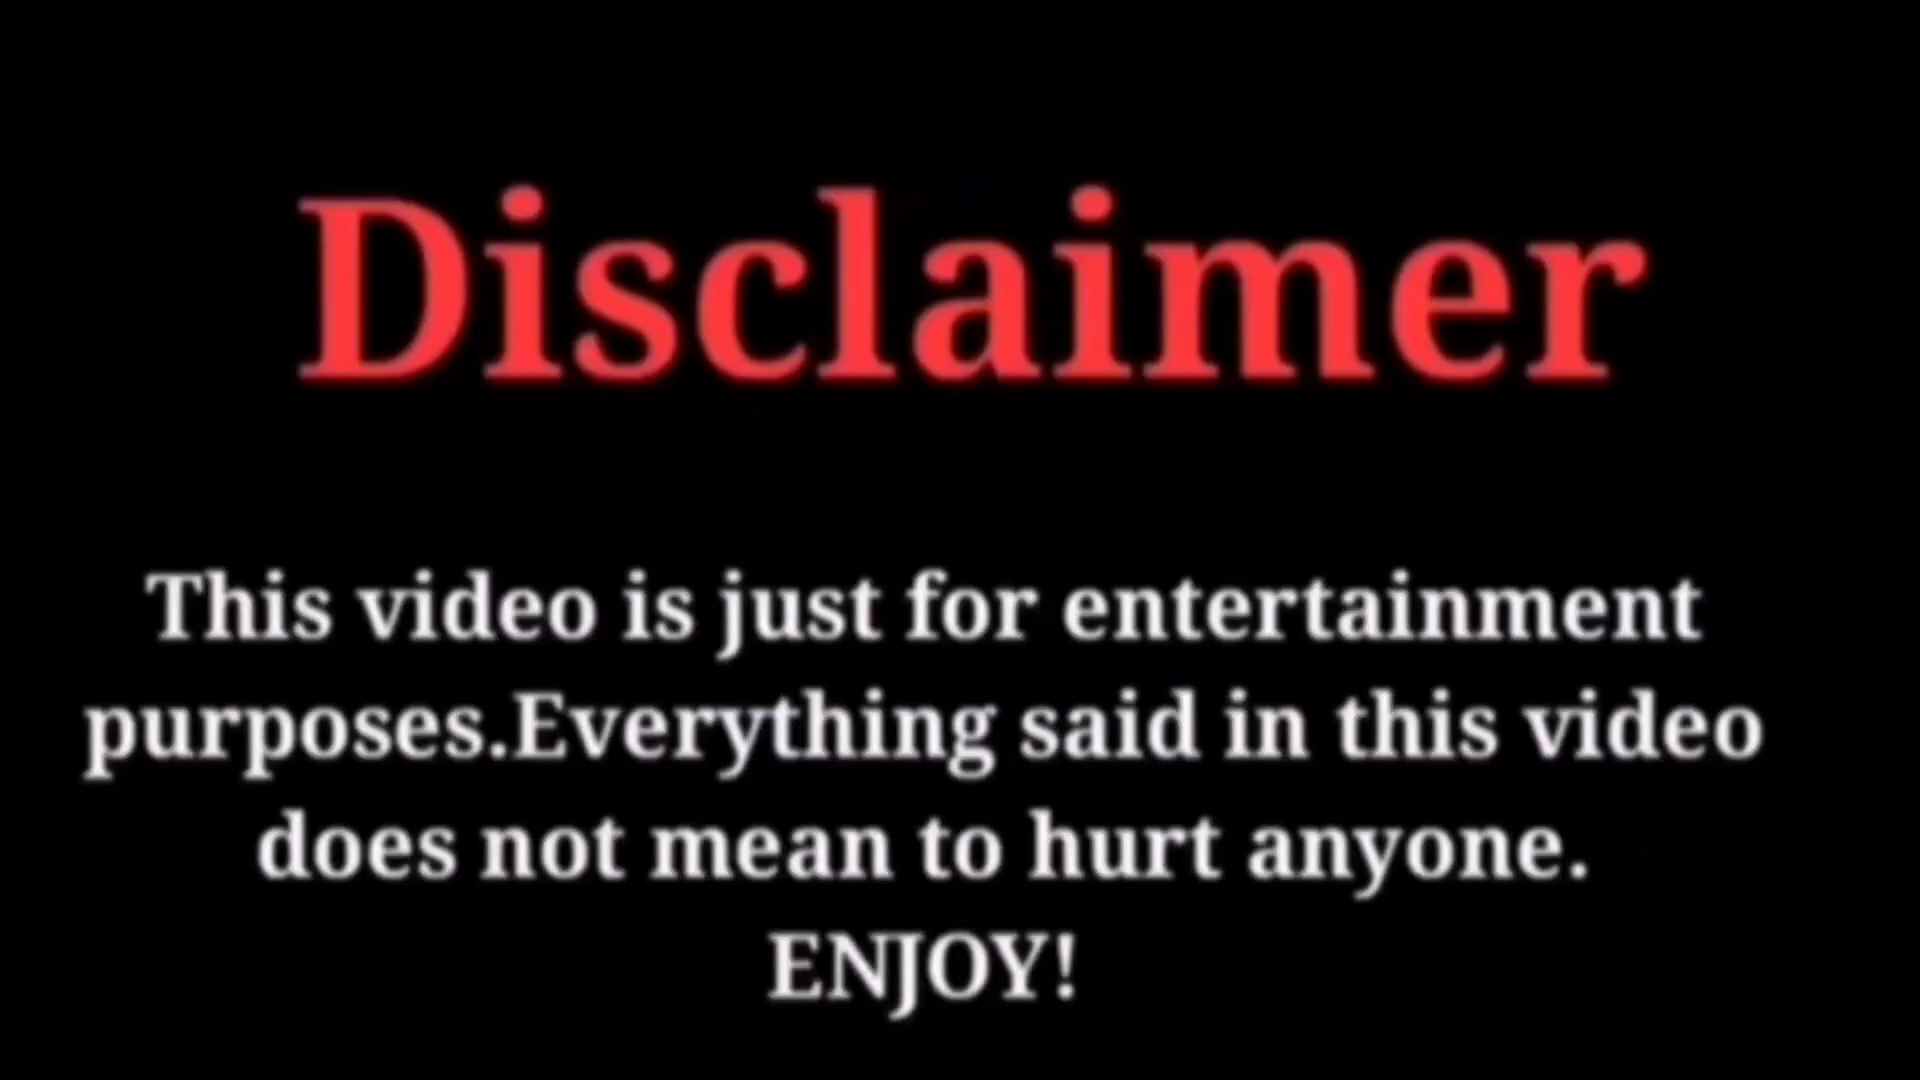 Disclaimer
This video is just for entertainment
purposes.Everything said in this video
does not mean to hurt anyone.
ENJOY!